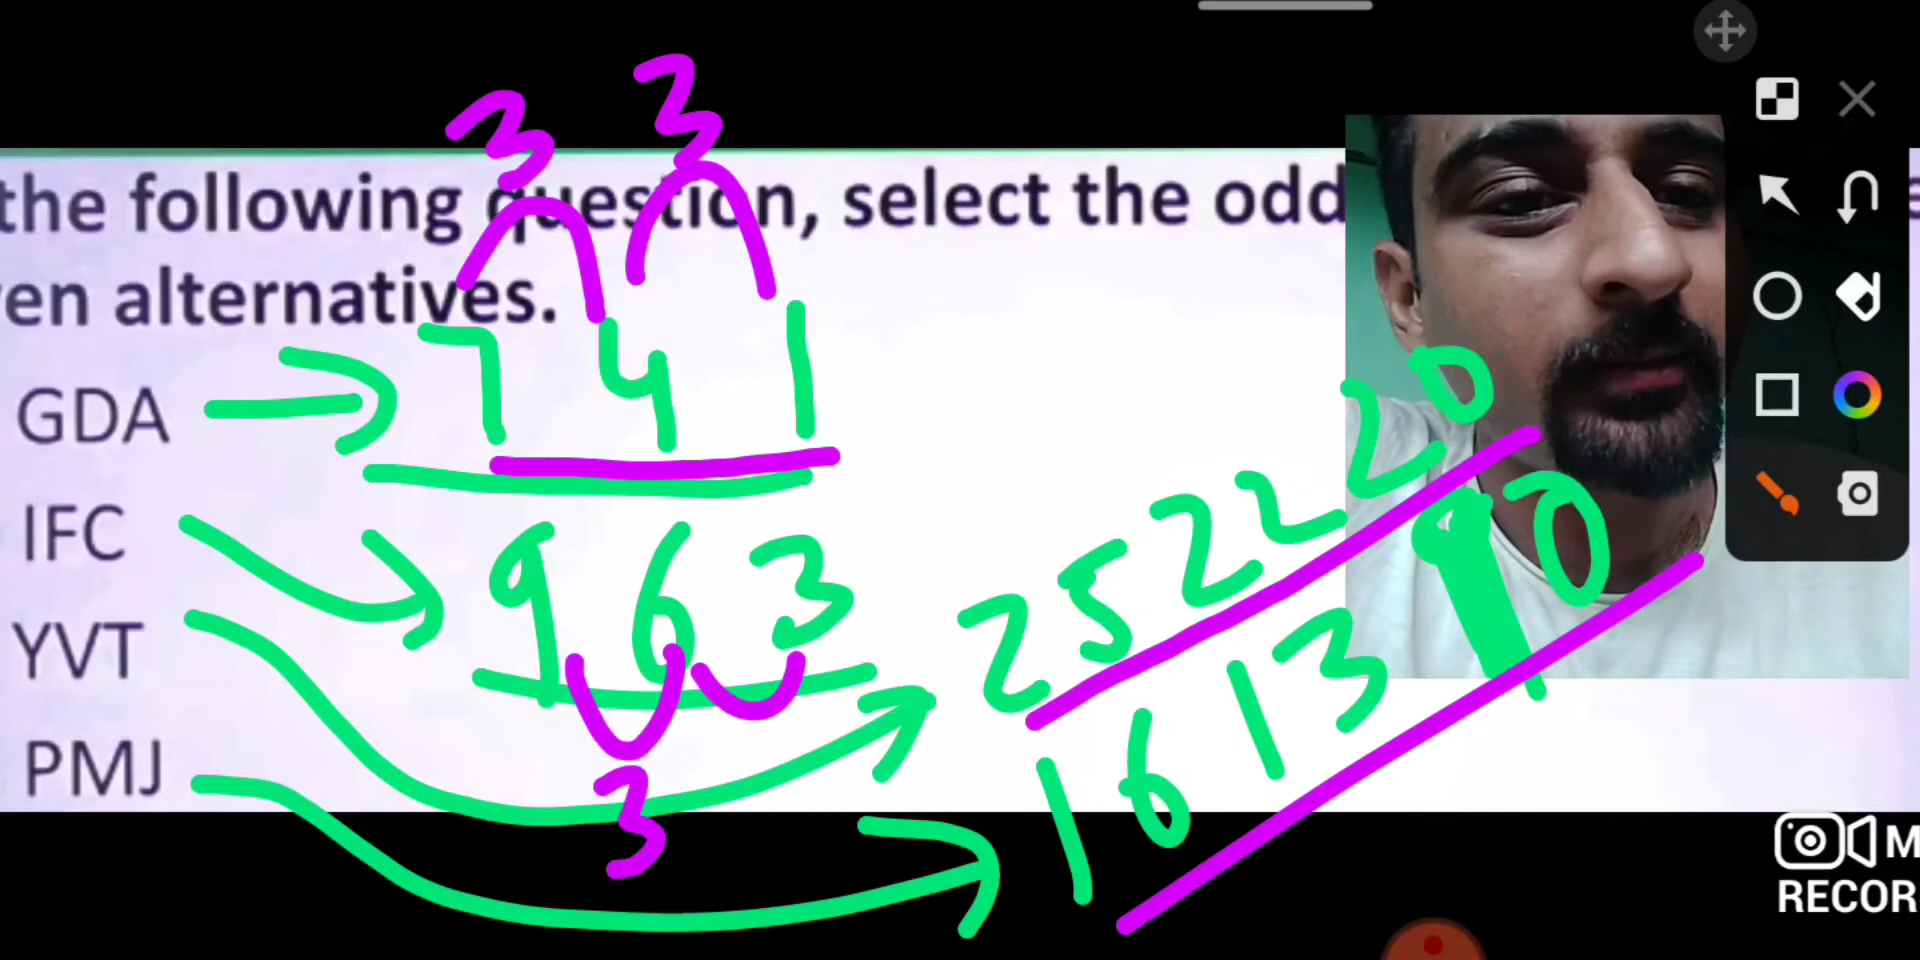 3 3
the following question, select the odd
en alternatives.
GDA 7 4 1
IFC 9 6 3
YVT 25 22 20
PMJ 16 13 10
3
M
RECOR